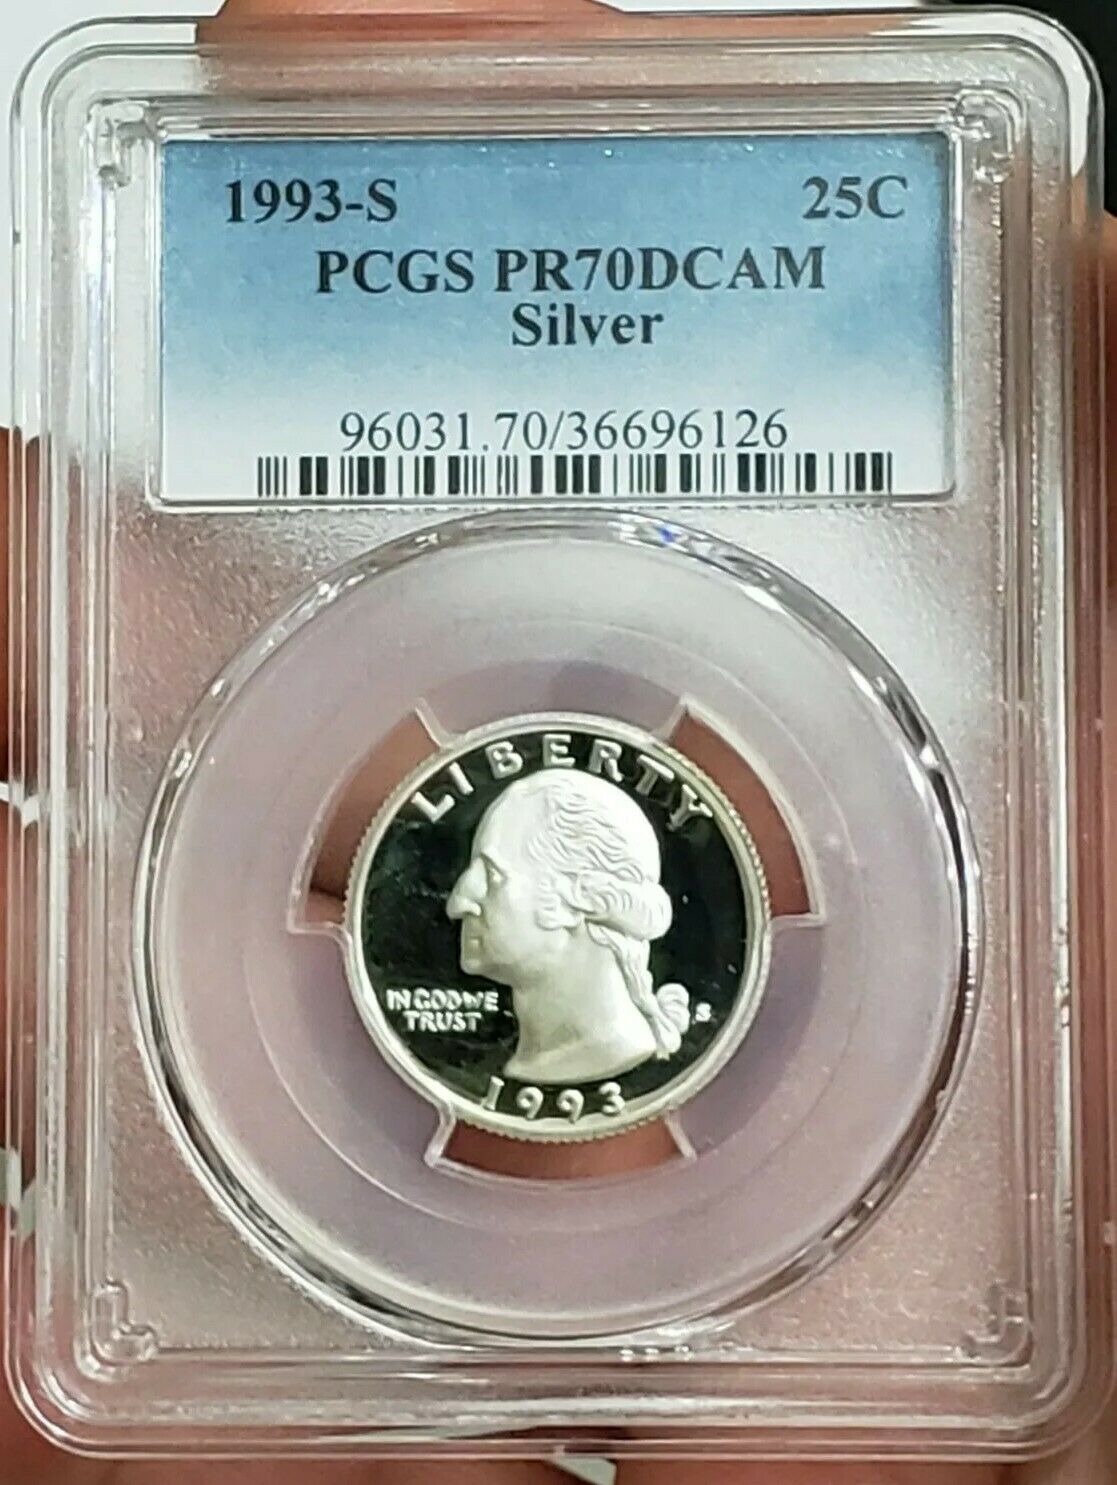 1993-S 25C
PCGS PR70DCAM
Silver
96031.70/36696126
LIBERTY
IN GOD WE
TRUST
S
1993